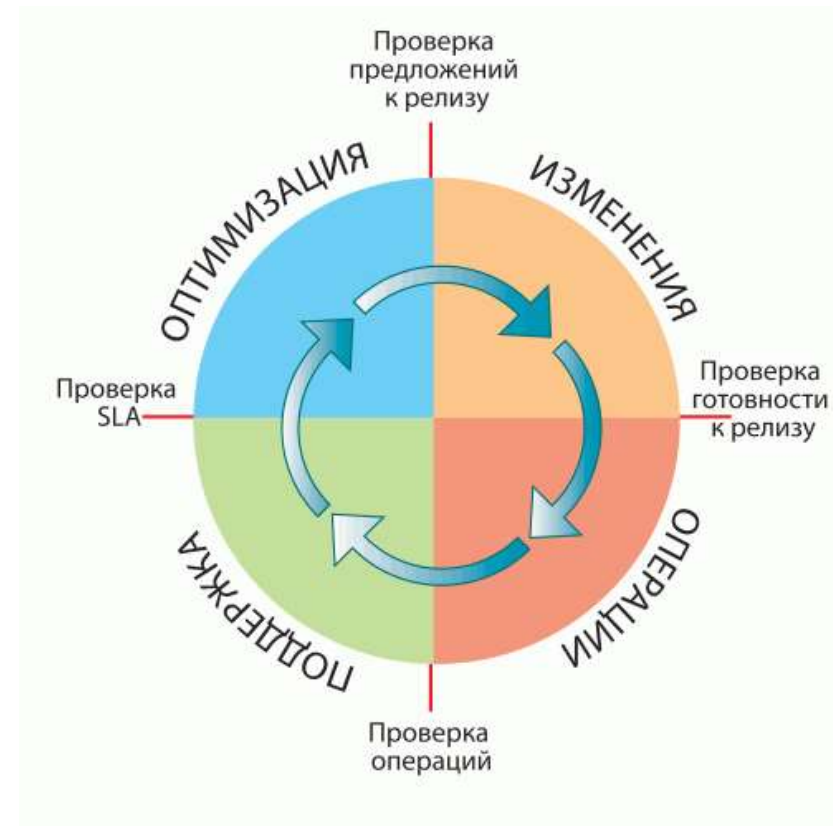 Проверка
предложений
к релизу
ОПТИМИЗАЦИЯ
ИЗМЕНЕНИЯ
Проверка
SLA
Проверка
готовности
к релизу
ПОДДЕРЖКА
ОПЕРАЦИИ
Проверка
операций